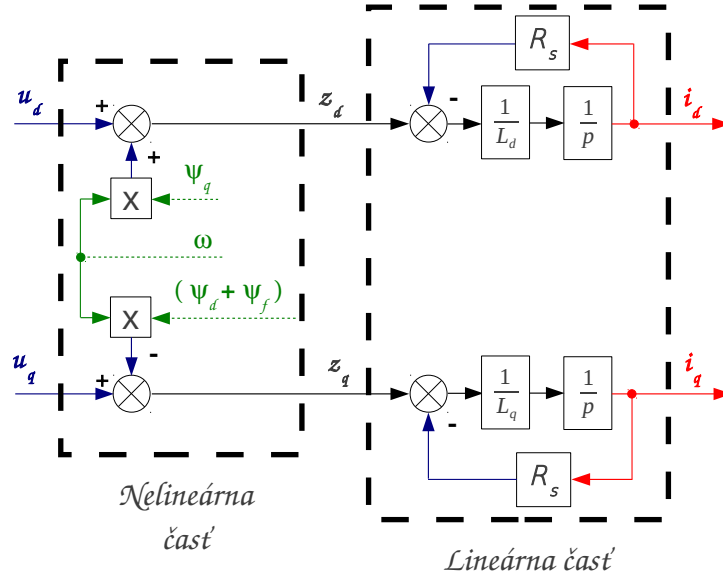 R_s
u_d + z_d - 1/L_d 1/p i_d
+
X ψ_q
ω
X (ψ_d + ψ_f)
-
u_q + z_q 1/L_q 1/p i_q
-
R_s
Nelineárna
časť
Lineárna časť